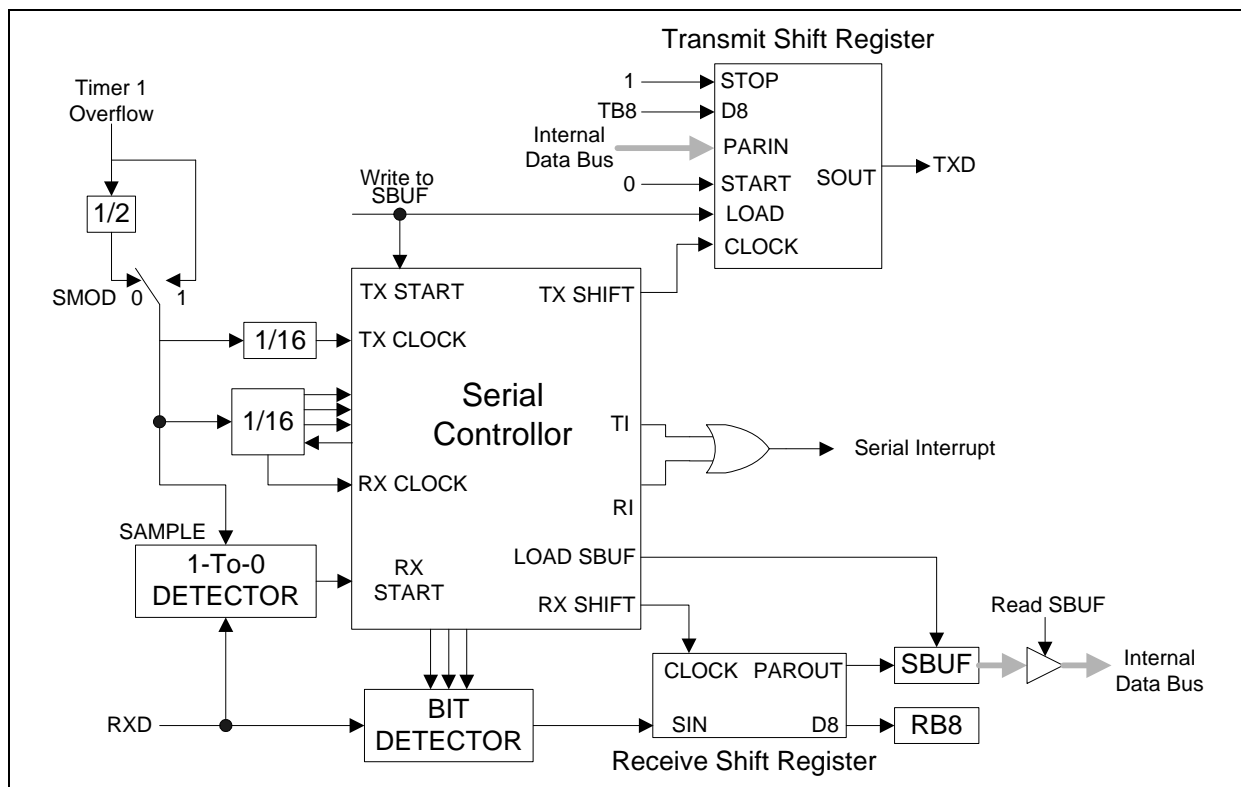 Transmit Shift Register
Timer 1
Overflow
1
STOP
TB8
D8
Internal
Data Bus
PARIN
SOUT
TXD
0
START
LOAD
CLOCK
Write to
SBUF
1/2
SMOD 0 1
TX START
TX SHIFT
1/16
TX CLOCK
Serial
Controllor
1/16
TI
Serial Interrupt
RX CLOCK
RI
SAMPLE
1-To-0
DETECTOR
RX
START
LOAD SBUF
RX SHIFT
Read SBUF
CLOCK PAROUT
SBUF
Internal
Data Bus
RXD
BIT
DETECTOR
SIN D8
RB8
Receive Shift Register